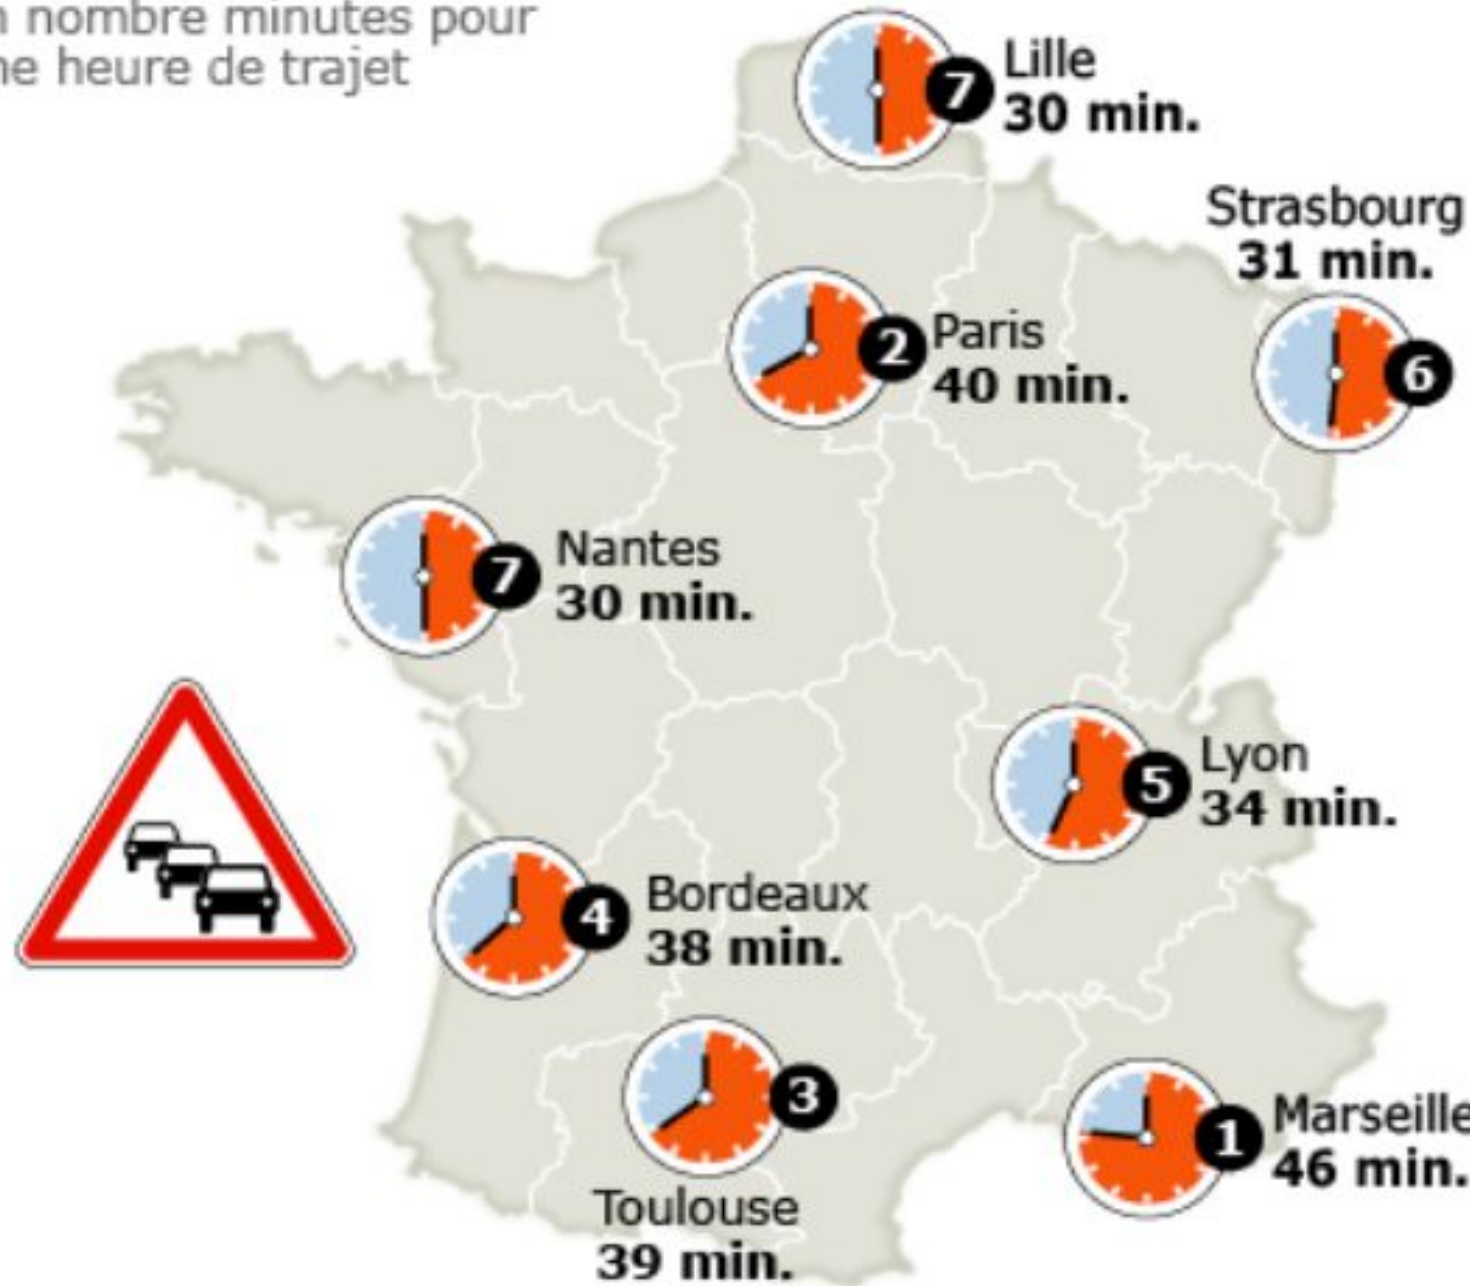 nombre minutes pour
heure de trajet
7
Lille
30 min.
Strasbourg
31 min.
6
2
Paris
40 min.
7
Nantes
30 min.
5
Lyon
34 min.
4
Bordeaux
38 min.
3
Toulouse
39 min.
1
Marseille
46 min.